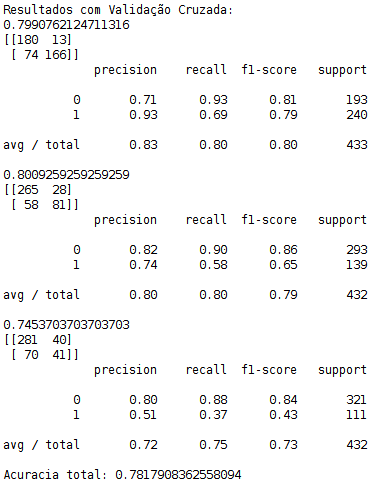 Resultados com Validação Cruzada:
0.7990762124711316
[[180  13]
 [ 74 166]]
             precision    recall  f1-score   support

          0       0.71      0.93      0.81       193
          1       0.93      0.69      0.79       240

avg / total       0.83      0.80      0.80       433

0.8009259259259259
[[265  28]
 [ 58  81]]
             precision    recall  f1-score   support

          0       0.82      0.90      0.86       293
          1       0.74      0.58      0.65       139

avg / total       0.80      0.80      0.79       432

0.7453703703703703
[[281  40]
 [ 70  41]]
             precision    recall  f1-score   support

          0       0.80      0.88      0.84       321
          1       0.51      0.37      0.43       111

avg / total       0.72      0.75      0.73       432

Acuracia total: 0.7817908362558094